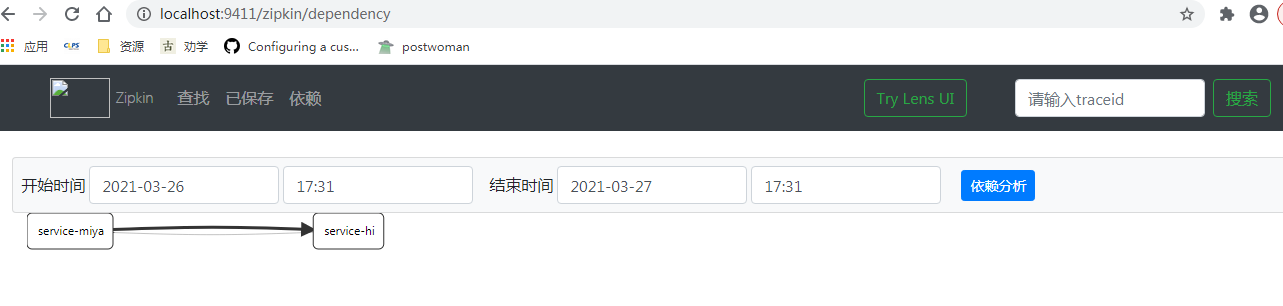 localhost:9411/zipkin/dependency
应用 CLPS 资源 古 劝学 Configuring a cus... postwoman
Zipkin 查找 已保存 依赖 Try Lens UI 请输入traceid 搜索
开始时间 2021-03-26 17:31 结束时间 2021-03-27 17:31 依赖分析
service-miya service-hi